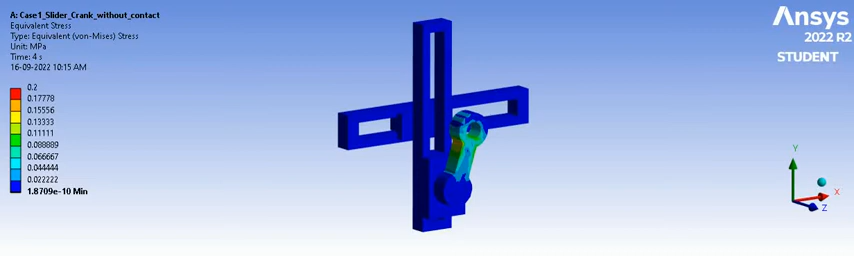 A: Case1_Slider_Crank_without_contact
Equivalent Stress
Type: Equivalent (von-Mises) Stress
Unit: MPa
Time: 4 s
16-09-2022 10:15 AM
0.2
0.17778
0.15556
0.13333
0.11111
0.088889
0.066667
0.044444
0.022222
1.8709e-10 Min
Ansys
2022 R2
STUDENT
Y
X
Z